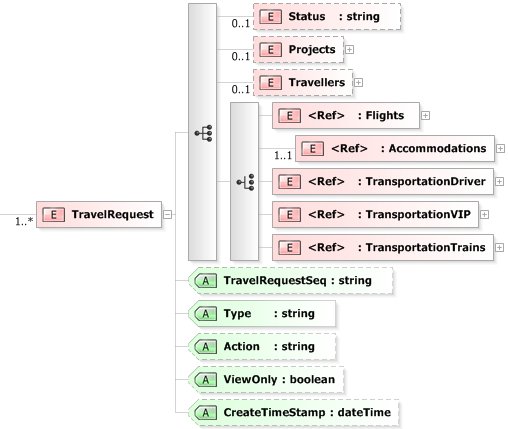 0..1 E Status : string
0..1 E Projects
0..1 E Travellers
E <Ref> : Flights
1..1 E <Ref> : Accommodations
E <Ref> : TransportationDriver
1..* E TravelRequest
E <Ref> : TransportationVIP
E <Ref> : TransportationTrains
A TravelRequestSeq : string
A Type : string
A Action : string
A ViewOnly : boolean
A CreateTimeStamp : dateTime